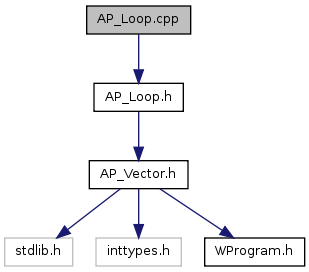 AP_Loop.cpp
AP_Loop.h
AP_Vector.h
stdlib.h
inttypes.h
WProgram.h